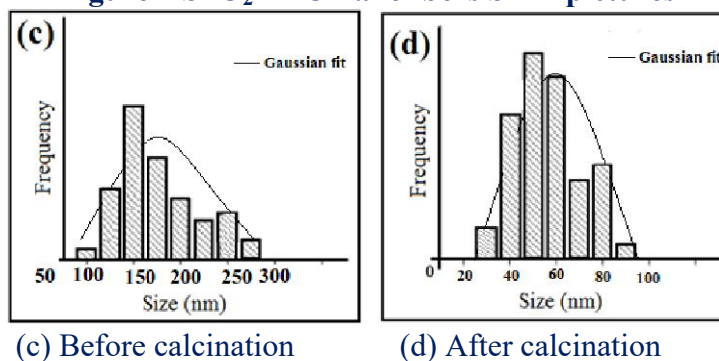 (c)
Gaussian fit
Frequency
50 100 150 200 250 300
Size (nm)
(d)
Gaussian fit
Frequency
0 20 40 60 80 100
Size (nm)
(c) Before calcination (d) After calcination